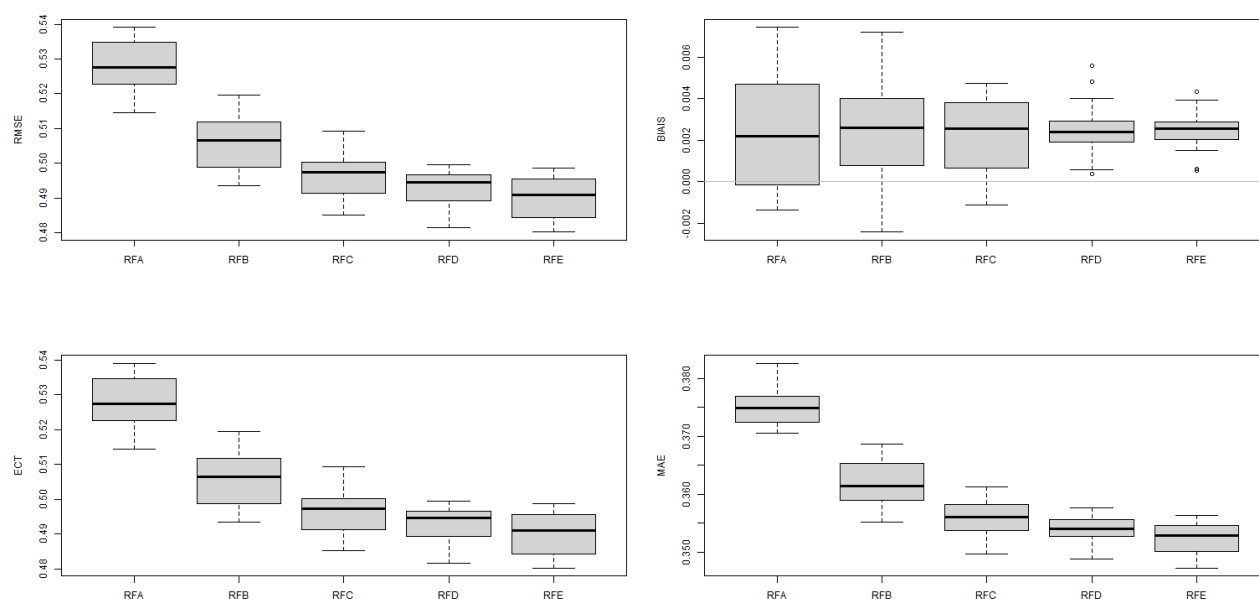 RMSE
0.48 0.49 0.50 0.51 0.52 0.53 0.54
RFA RFB RFC RFD RFE
BIAIS
-0.002 0.000 0.002 0.004 0.006
RFA RFB RFC RFD RFE
ECT
0.48 0.49 0.50 0.51 0.52 0.53 0.54
RFA RFB RFC RFD RFE
MAE
0.350 0.360 0.370 0.380
RFA RFB RFC RFD RFE